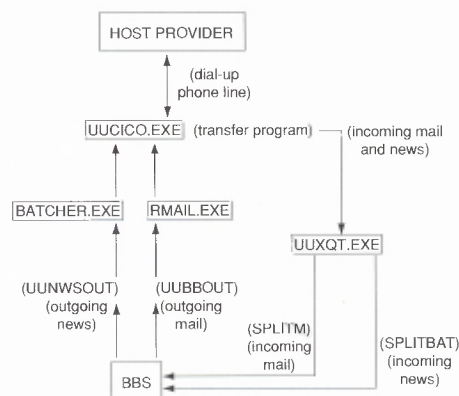 HOST PROVIDER
(dial-up
phone line)
UUCICO.EXE
(transfer program)
(incoming mail
and news)
BATCHER.EXE
RMAIL.EXE
UUXQT.EXE
(UUNWSOUT)
(outgoing
news)
(UUBBOUT)
(outgoing
mail)
(SPLITM)
(incoming
mail)
(SPLITBAT)
(incoming
news)
BBS